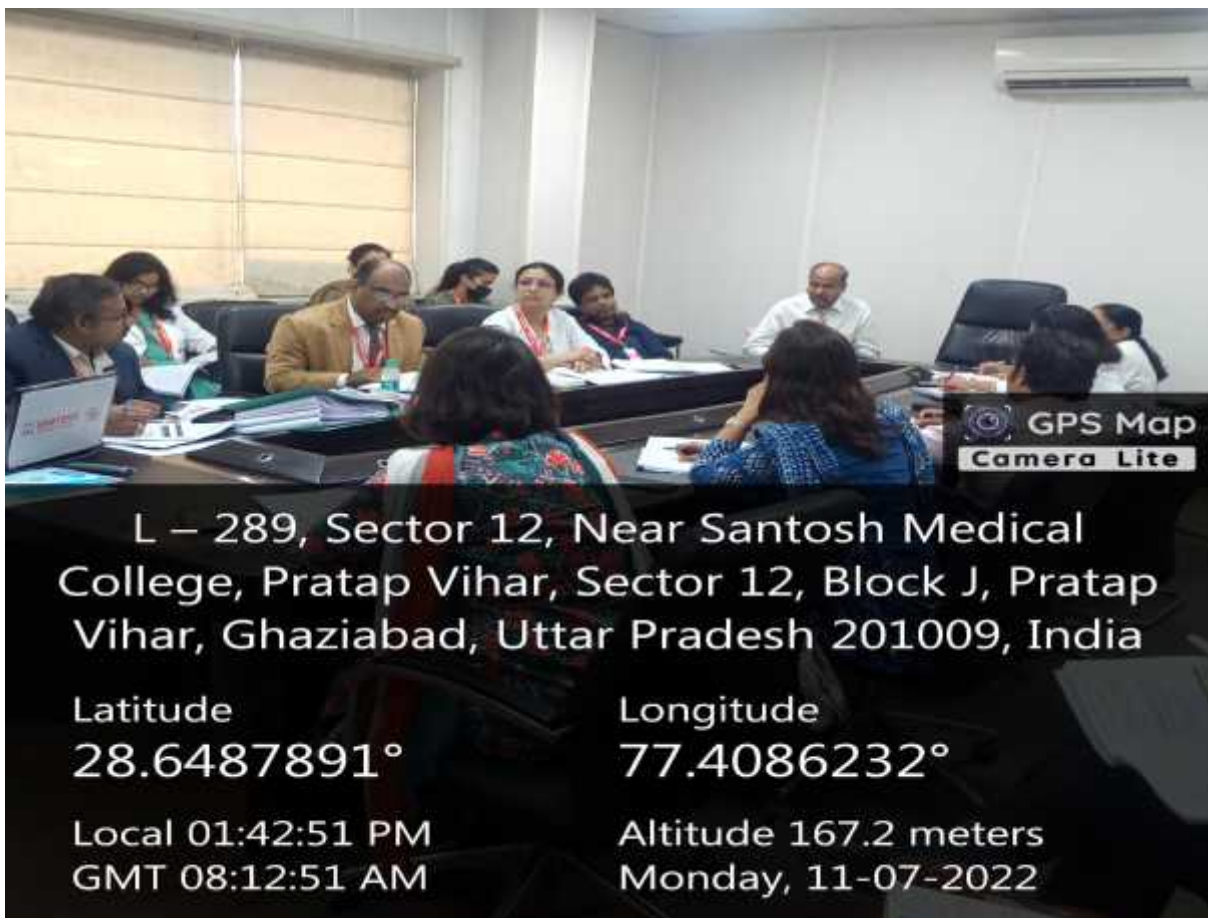 GPS Map
Camera Lite
L – 289, Sector 12, Near Santosh Medical
College, Pratap Vihar, Sector 12, Block J, Pratap
Vihar, Ghaziabad, Uttar Pradesh 201009, India
Latitude
28.6487891°
Longitude
77.4086232°
Local 01:42:51 PM
GMT 08:12:51 AM
Altitude 167.2 meters
Monday, 11-07-2022